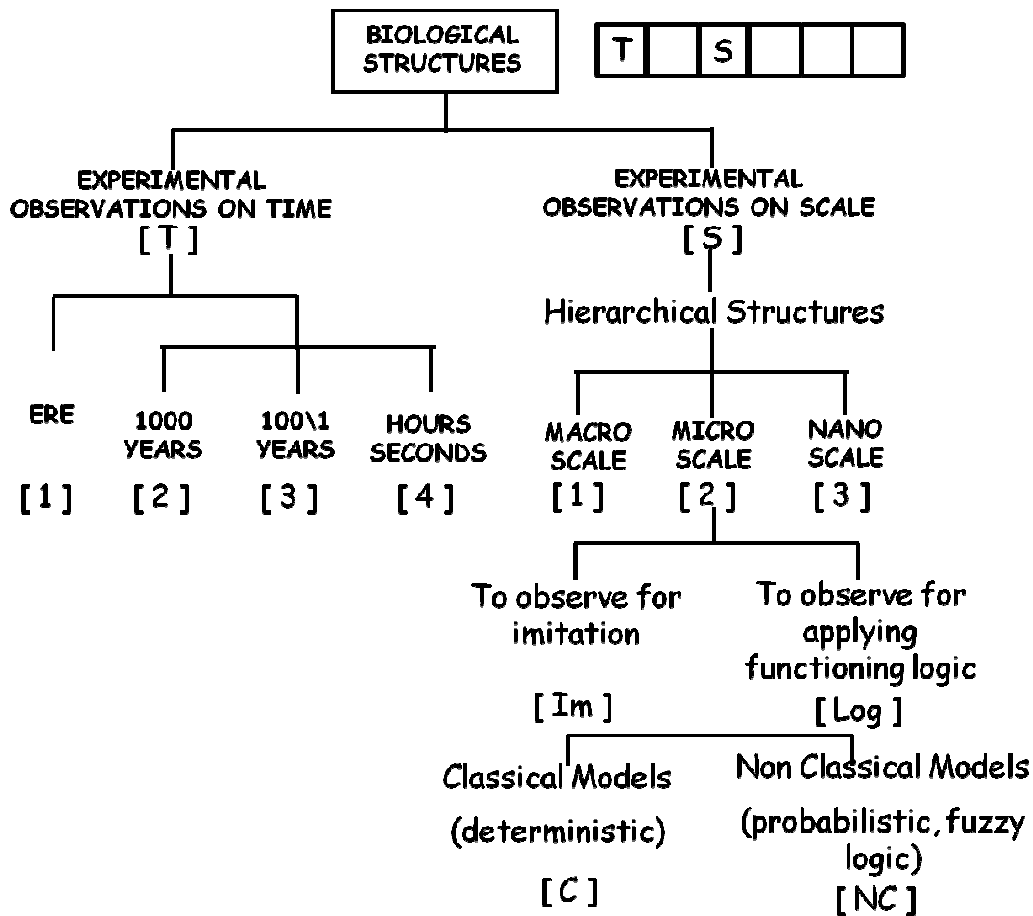 BIOLOGICAL
STRUCTURES
T S
EXPERIMENTAL
OBSERVATIONS ON TIME
[ T ]
EXPERIMENTAL
OBSERVATIONS ON SCALE
[ S ]
Hierarchical Structures
ERE
[ 1 ]
1000
YEARS
[ 2 ]
100\1
YEARS
[ 3 ]
HOURS
SECONDS
[ 4 ]
MACRO
SCALE
[ 1 ]
MICRO
SCALE
[ 2 ]
NANO
SCALE
[ 3 ]
To observe for
imitation
[ Im ]
To observe for
applying
functioning logic
[ Log ]
Classical Models
(deterministic)
[ C ]
Non Classical Models
(probabilistic, fuzzy
logic)
[ NC ]